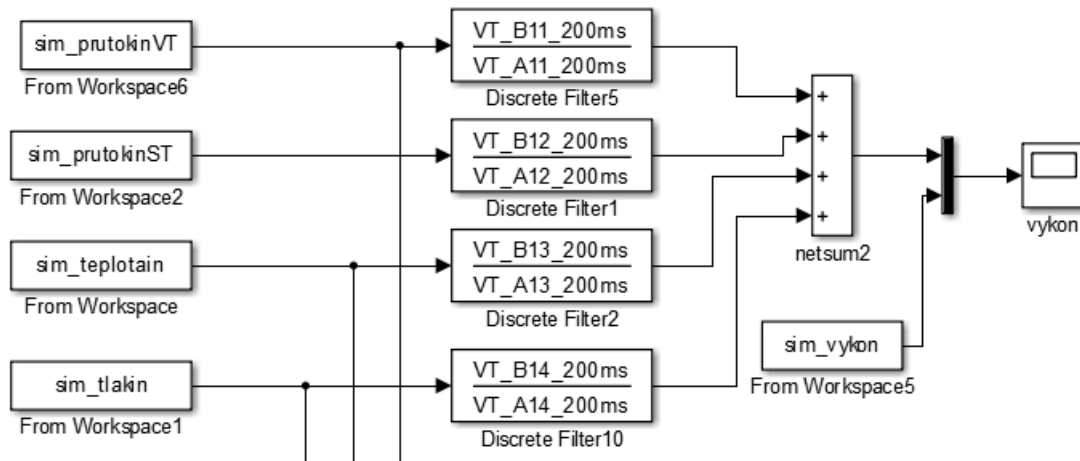 sim_prutokinVT
From Workspace6
VT_B11_200ms
VT_A11_200ms
Discrete Filter5
sim_prutokinST
From Workspace2
VT_B12_200ms
VT_A12_200ms
Discrete Filter1
sim_teplotain
From Workspace
VT_B13_200ms
VT_A13_200ms
Discrete Filter2
sim_tlakin
From Workspace1
VT_B14_200ms
VT_A14_200ms
Discrete Filter10
+
+
+
+
netsum2
sim_vykon
From Workspace5
vykon